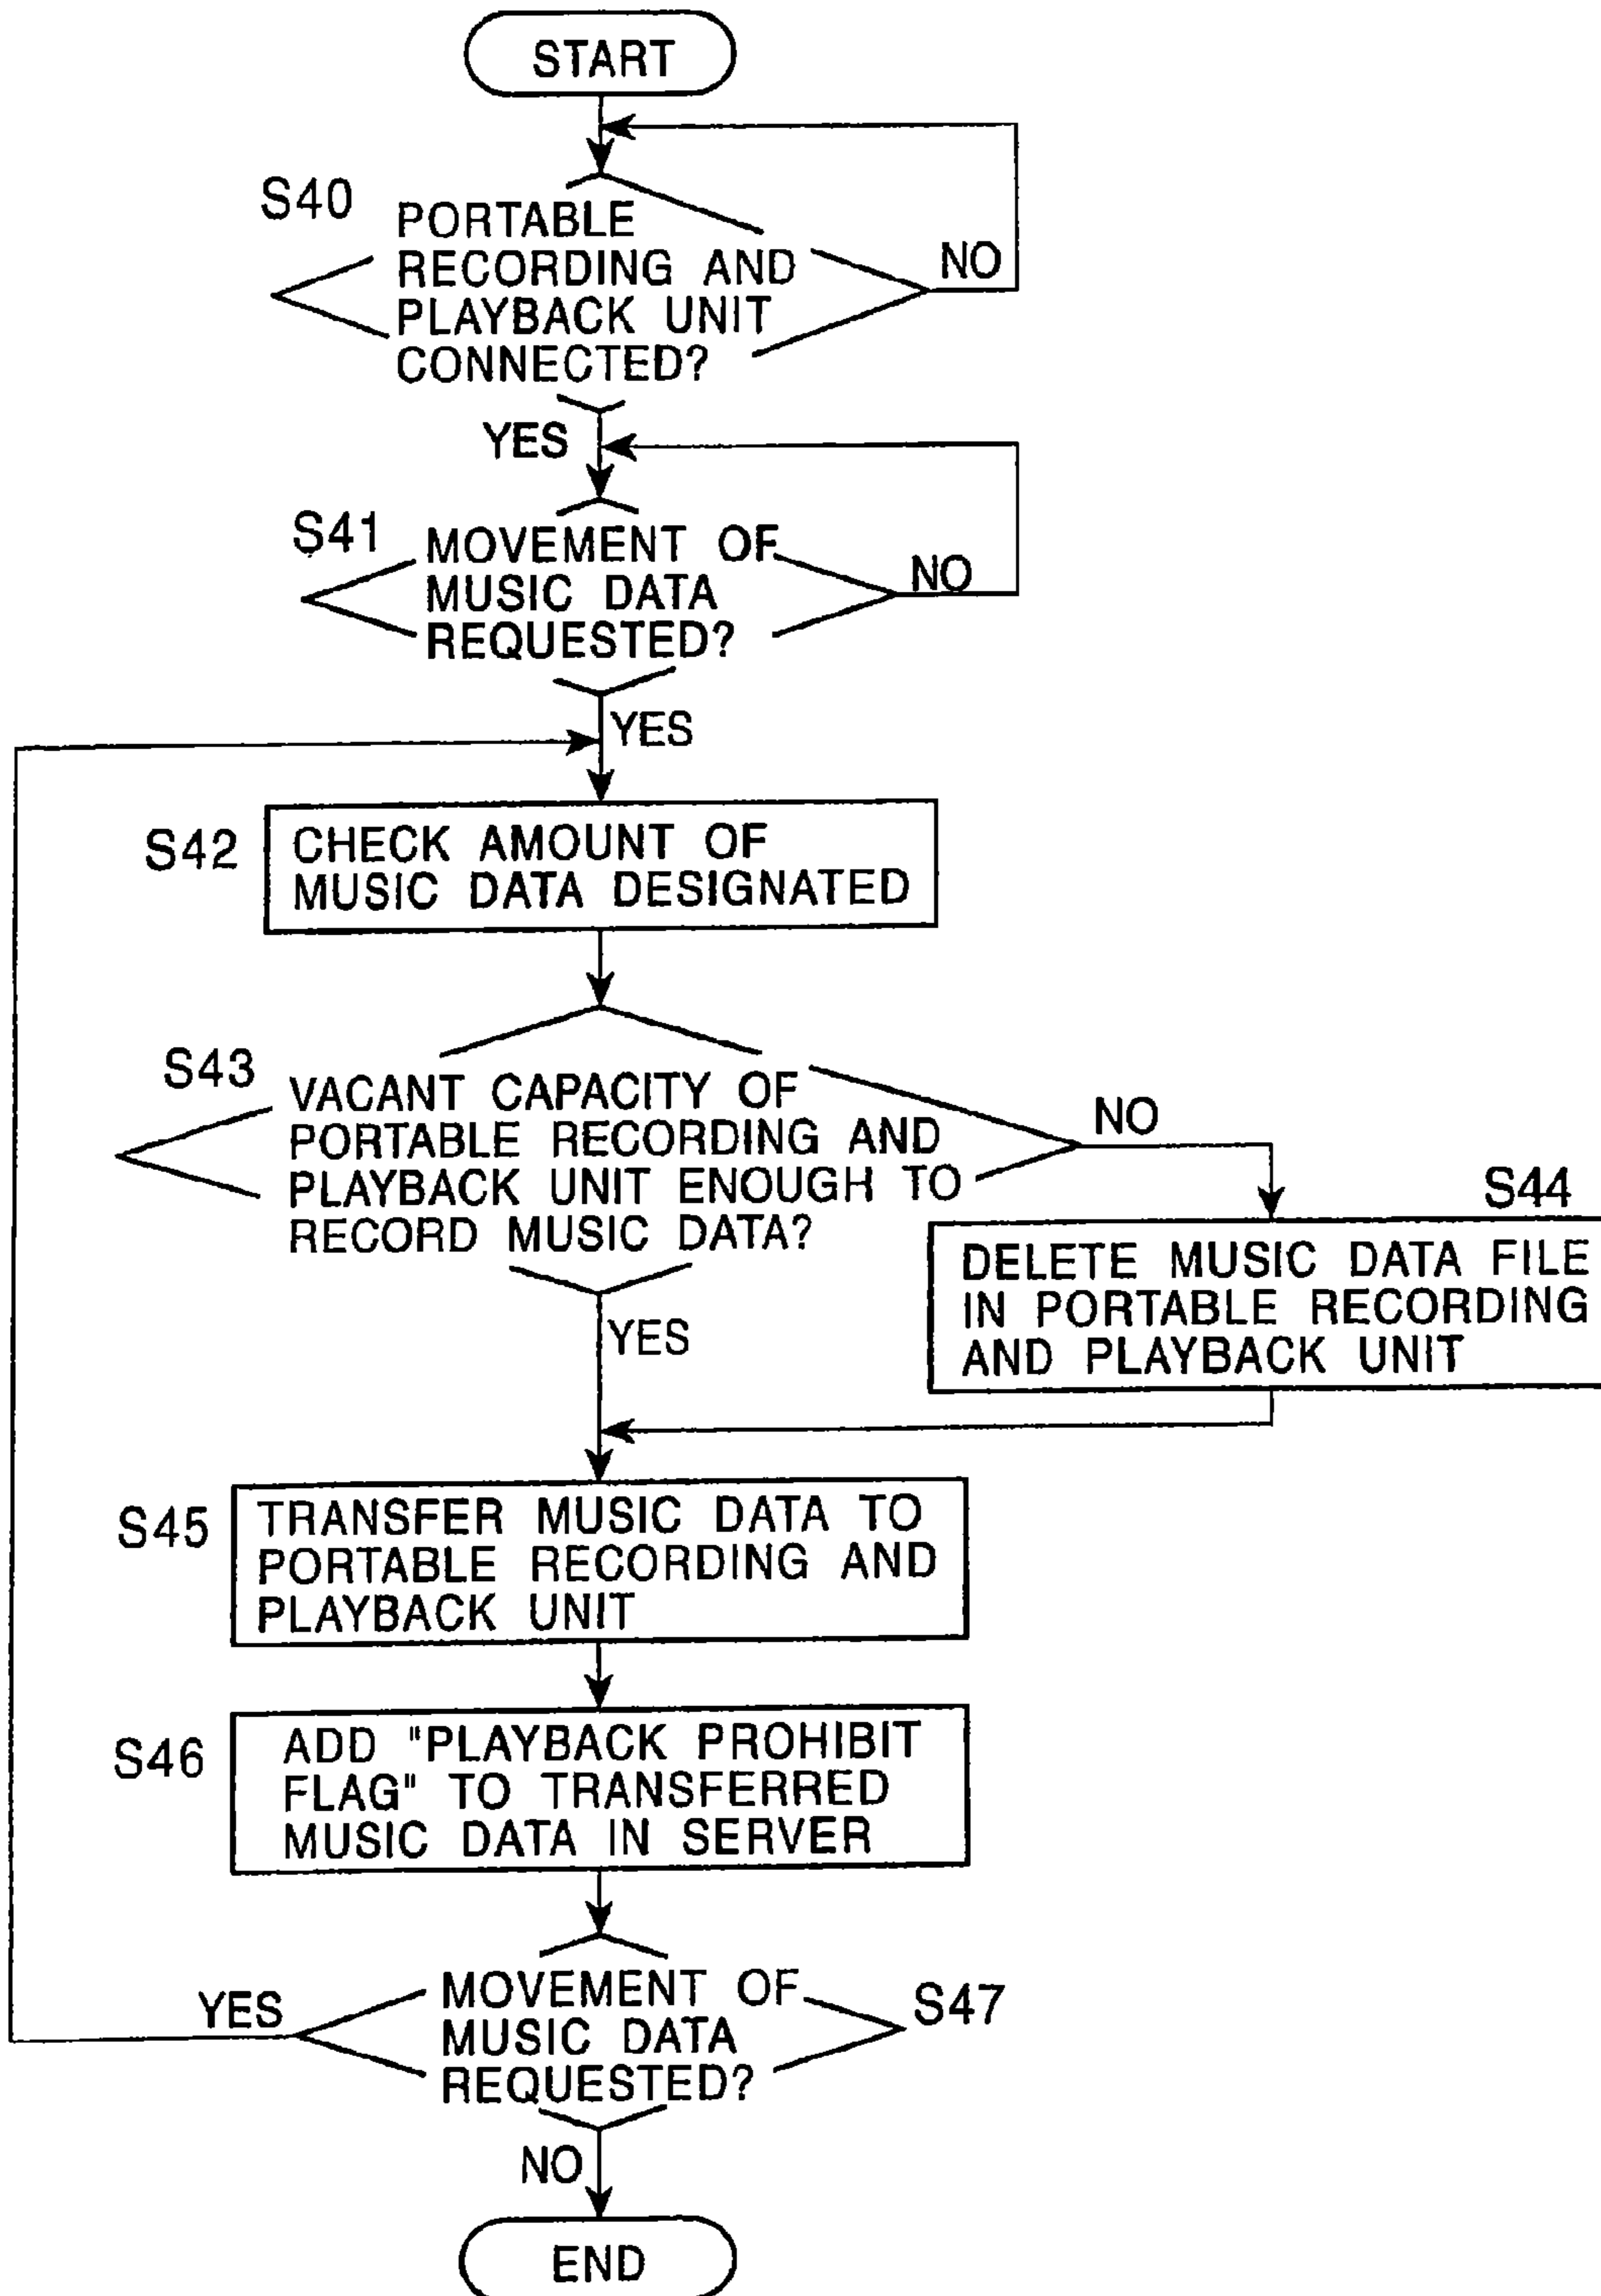 START
S40
PORTABLE
RECORDING AND
PLAYBACK UNIT
CONNECTED?
NO
YES
S41
MOVEMENT OF
MUSIC DATA
REQUESTED?
NO
YES
S42
CHECK AMOUNT OF
MUSIC DATA DESIGNATED
S43
VACANT CAPACITY OF
PORTABLE RECORDING AND
PLAYBACK UNIT ENOUGH TO
RECORD MUSIC DATA?
NO
YES
S44
DELETE MUSIC DATA FILE
IN PORTABLE RECORDING
AND PLAYBACK UNIT
S45
TRANSFER MUSIC DATA TO
PORTABLE RECORDING AND
PLAYBACK UNIT
S46
ADD "PLAYBACK PROHIBIT
FLAG" TO TRANSFERRED
MUSIC DATA IN SERVER
YES
MOVEMENT OF
MUSIC DATA
REQUESTED?
S47
NO
END